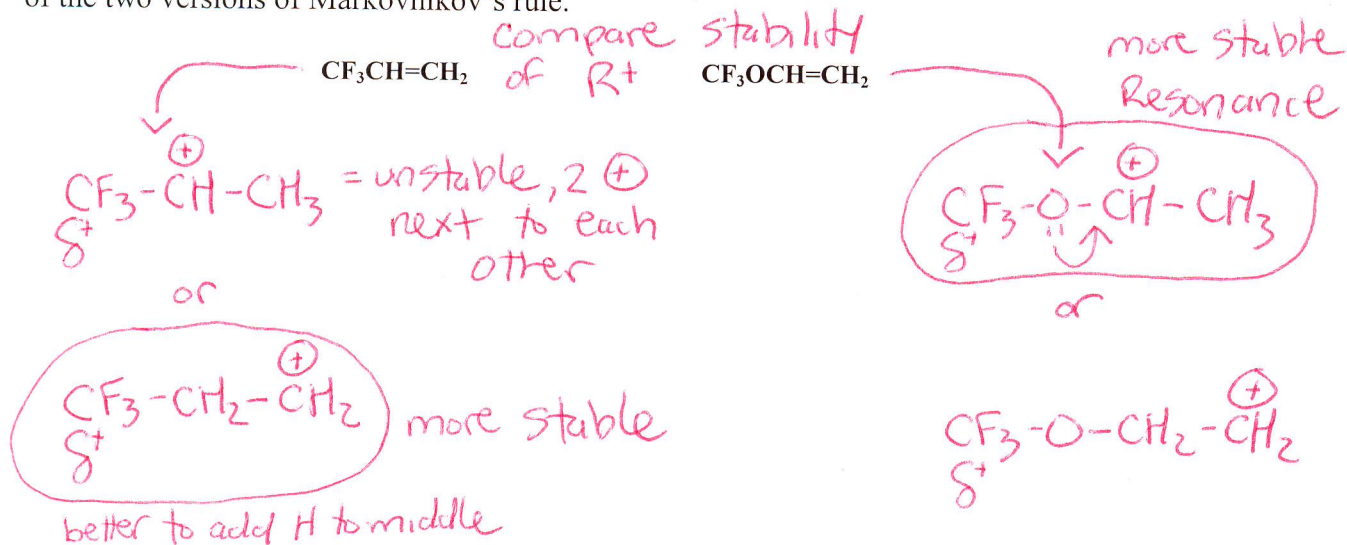 of the two versions of Markovnikov's rule.
compare stability
of R+
CF₃CH=CH₂
CF₃OCH=CH₂
more stable
Resonance
⊕
CF₃-CH-CH₃ = unstable, 2 ⊕
δ+
next to each
other
or
⊕
CF₃-CH₂-CH₂
δ+
more stable
better to add H to middle
⊕
CF₃-O-CH-CH₃
δ+
or
⊕
CF₃-O-CH₂-CH₂
δ+